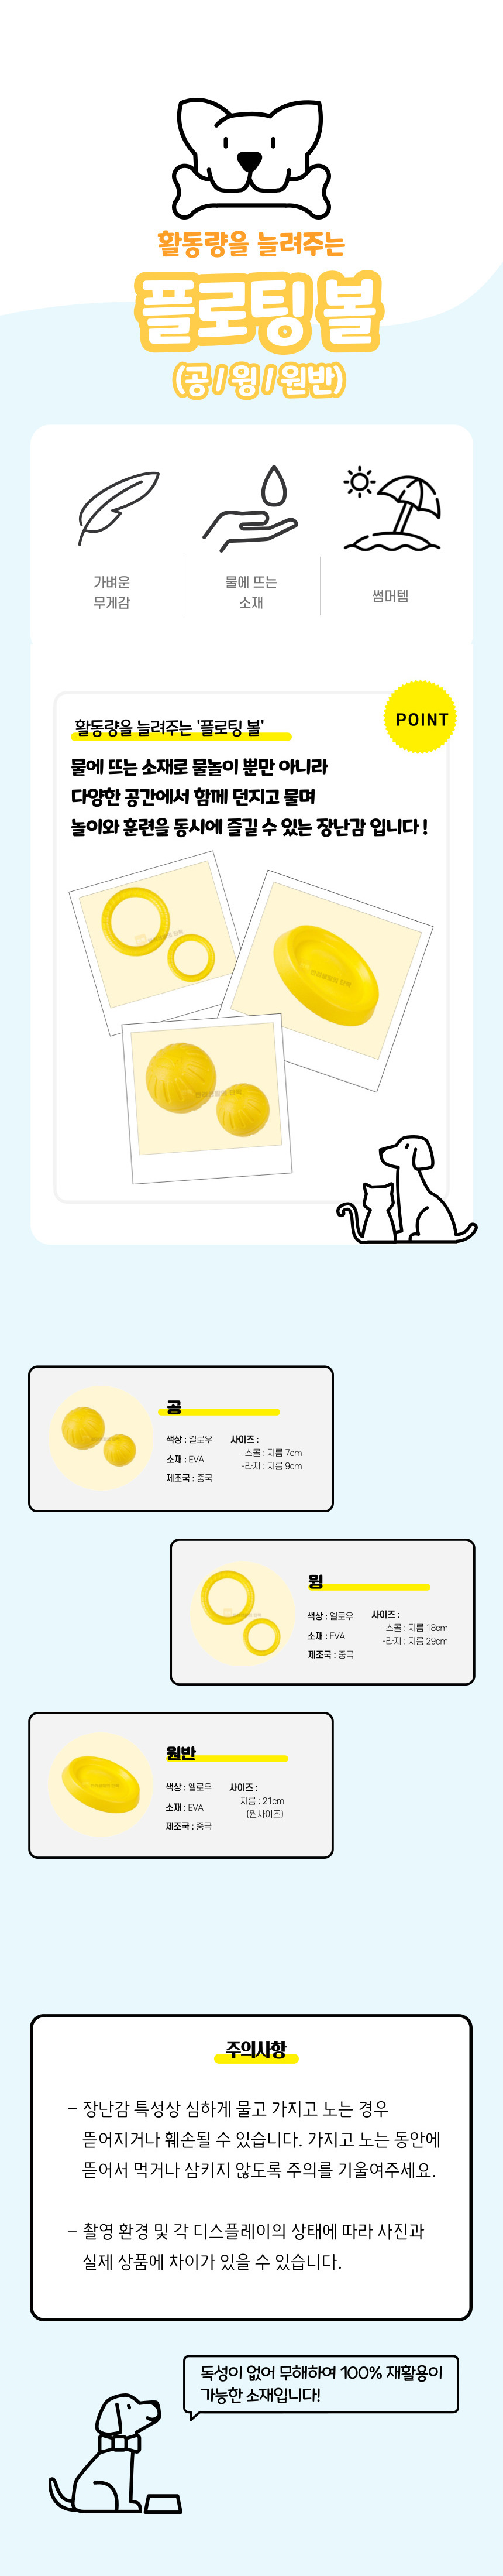 활동량을 늘려주는
플로팅 볼
(공/윙/원반)
가벼운
무게감
물에 뜨는
소재
썸머템
POINT
활동량을 늘려주는 '플로팅 볼'
물에 뜨는 소재로 물놀이 뿐만 아니라
다양한 공간에서 함께 던지고 물며
놀이와 훈련을 동시에 즐길 수 있는 장난감 입니다 !
공
색상 : 옐로우
소재 : EVA
제조국 : 중국
사이즈 :
-스몰 : 지름 7cm
-라지 : 지름 9cm
윙
색상 : 옐로우
소재 : EVA
제조국 : 중국
사이즈 :
-스몰 : 지름 18cm
-라지 : 지름 29cm
원반
색상 : 옐로우
소재 : EVA
제조국 : 중국
사이즈 :
지름 : 21cm
(원사이즈)
주의사항
- 장난감 특성상 심하게 물고 가지고 노는 경우
뜯어지거나 훼손될 수 있습니다. 가지고 노는 동안에
뜯어서 먹거나 삼키지 않도록 주의를 기울여주세요.
- 촬영 환경 및 각 디스플레이의 상태에 따라 사진과
실제 상품에 차이가 있을 수 있습니다.
독성이 없어 무해하여 100% 재활용이
가능한 소재입니다!